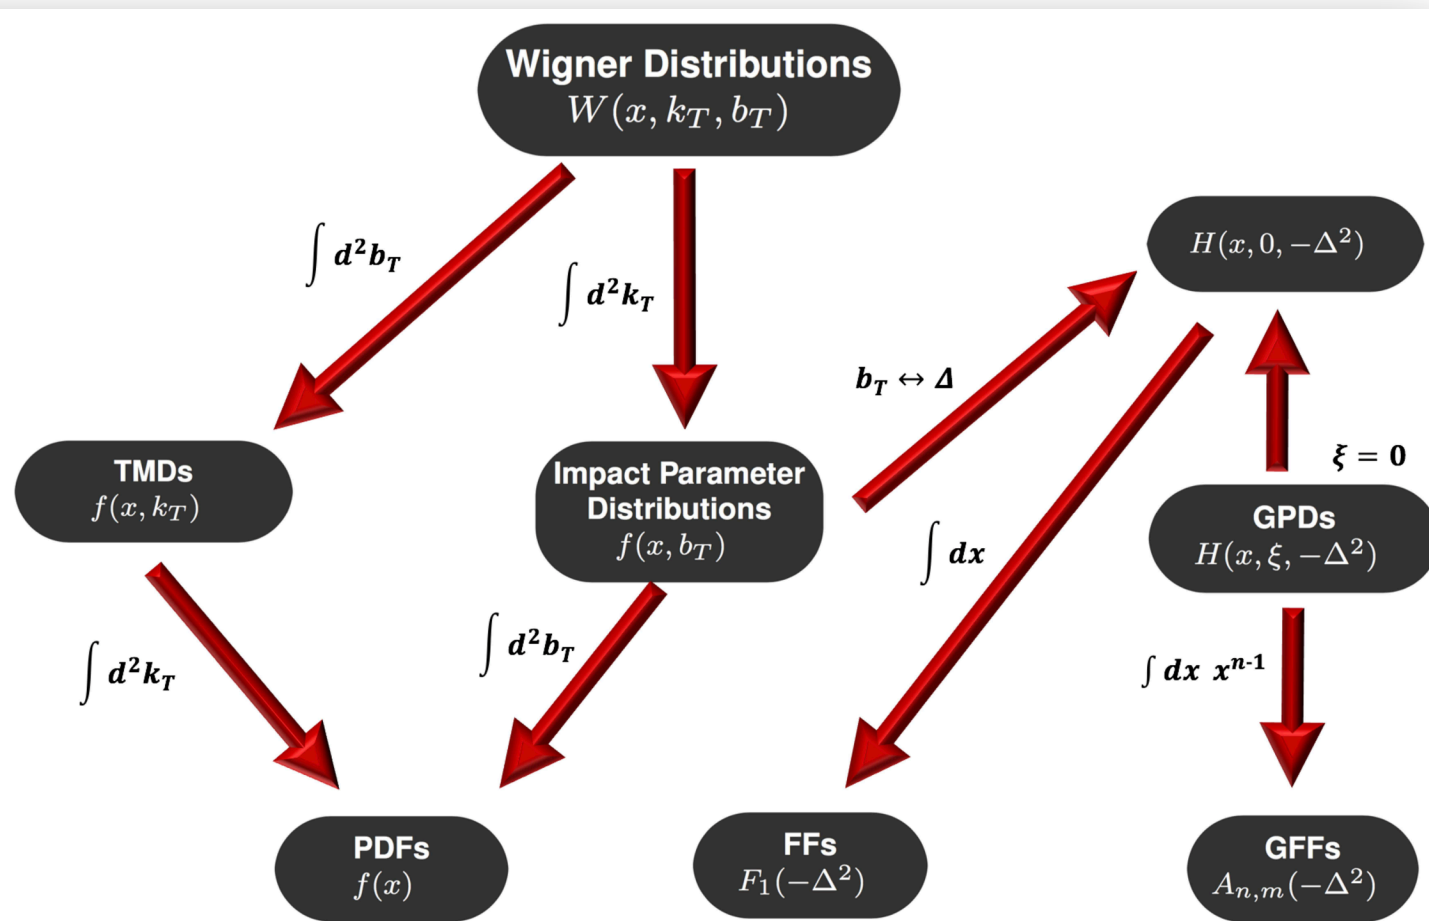 Wigner Distributions
W(x, k_T, b_T)
∫ d²b_T
∫ d²k_T
H(x, 0, −Δ²)
b_T ↔ Δ
ξ = 0
TMDs
f(x, k_T)
Impact Parameter
Distributions
f(x, b_T)
GPDs
H(x, ξ, −Δ²)
∫ dx
∫ d²k_T
∫ d²b_T
∫ dx x^{n-1}
PDFs
f(x)
FFs
F₁(−Δ²)
GFFs
A_{n,m}(−Δ²)